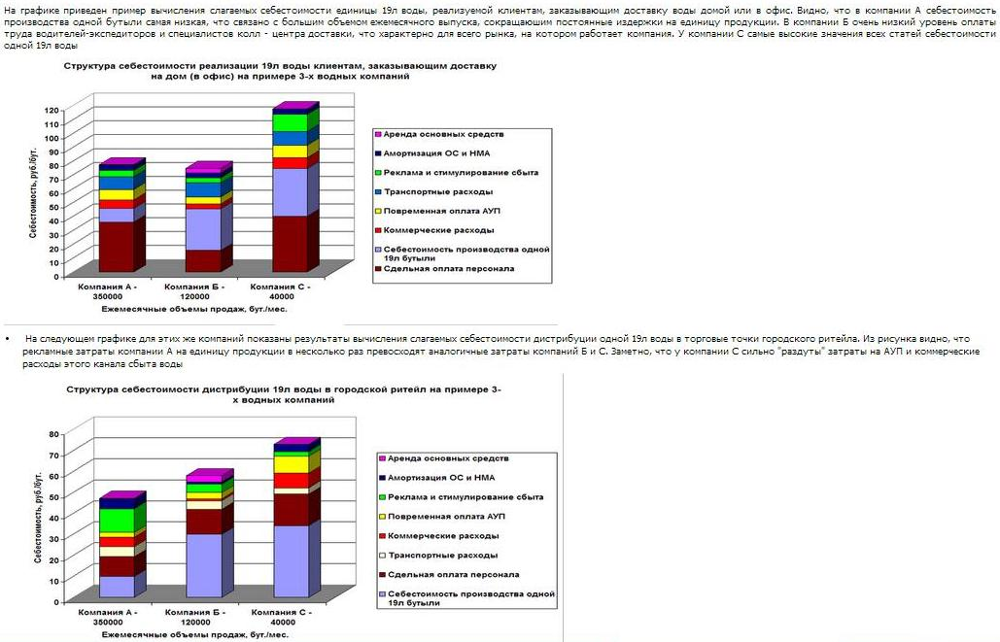 На графике приведен пример вычисления слагаемых себестоимости единицы 19л воды, реализуемой клиентам, заказывающим доставку воды домой или в офис. Видно, что в компании А себестоимость
производства одной бутыли самая низкая, что связано с большим объемом ежемесячного выпуска, сокращающим постоянные издержки на единицу продукции. В компании Б очень низкий уровень оплаты
труда водителей-экспедиторов и специалистов колл - центра доставки, что характерно для всего рынка, на котором работает компания. У компании С самые высокие значения всех статей себестоимости
одной 19л воды
Структура себестоимости реализации 19л воды клиентам, заказывающим доставку
на дом (в офис) на примере 3-х водных компаний
Себестоимость, руб./бут.
120
110
100
90
80
70
60
50
40
30
20
10
0
Компания А -
350000
Компания Б -
120000
Компания С -
40000
Ежемесячные объемы продаж, бут./мес.
Аренда основных средств
Амортизация ОС и НМА
Реклама и стимулирование сбыта
Транспортные расходы
Повременная оплата АУП
Коммерческие расходы
Себестоимость производства одной
19л бутыли
Сдельная оплата персонала
• На следующем графике для этих же компаний показаны результаты вычисления слагаемых себестоимости дистрибуции одной 19л воды в торговые точки городского ритейла. Из рисунка видно, что
рекламные затраты компании А на единицу продукции в несколько раз превосходят аналогичные затраты компаний Б и С. Заметно, что у компании С сильно "раздуты" затраты на АУП и коммерческие
расходы этого канала сбыта воды
Структура себестоимости дистрибуции 19л воды в городской ритейл на примере 3-
х водных компаний
Себестоимость, руб./бут.
80
70
60
50
40
30
20
10
0
Компания А -
350000
Компания Б -
120000
Компания С -
40000
Ежемесячные объемы продаж, бут./мес.
Аренда основных средств
Амортизация ОС и НМА
Реклама и стимулирование сбыта
Повременная оплата АУП
Коммерческие расходы
Транспортные расходы
Сдельная оплата персонала
Себестоимость производства одной
19л бутыли